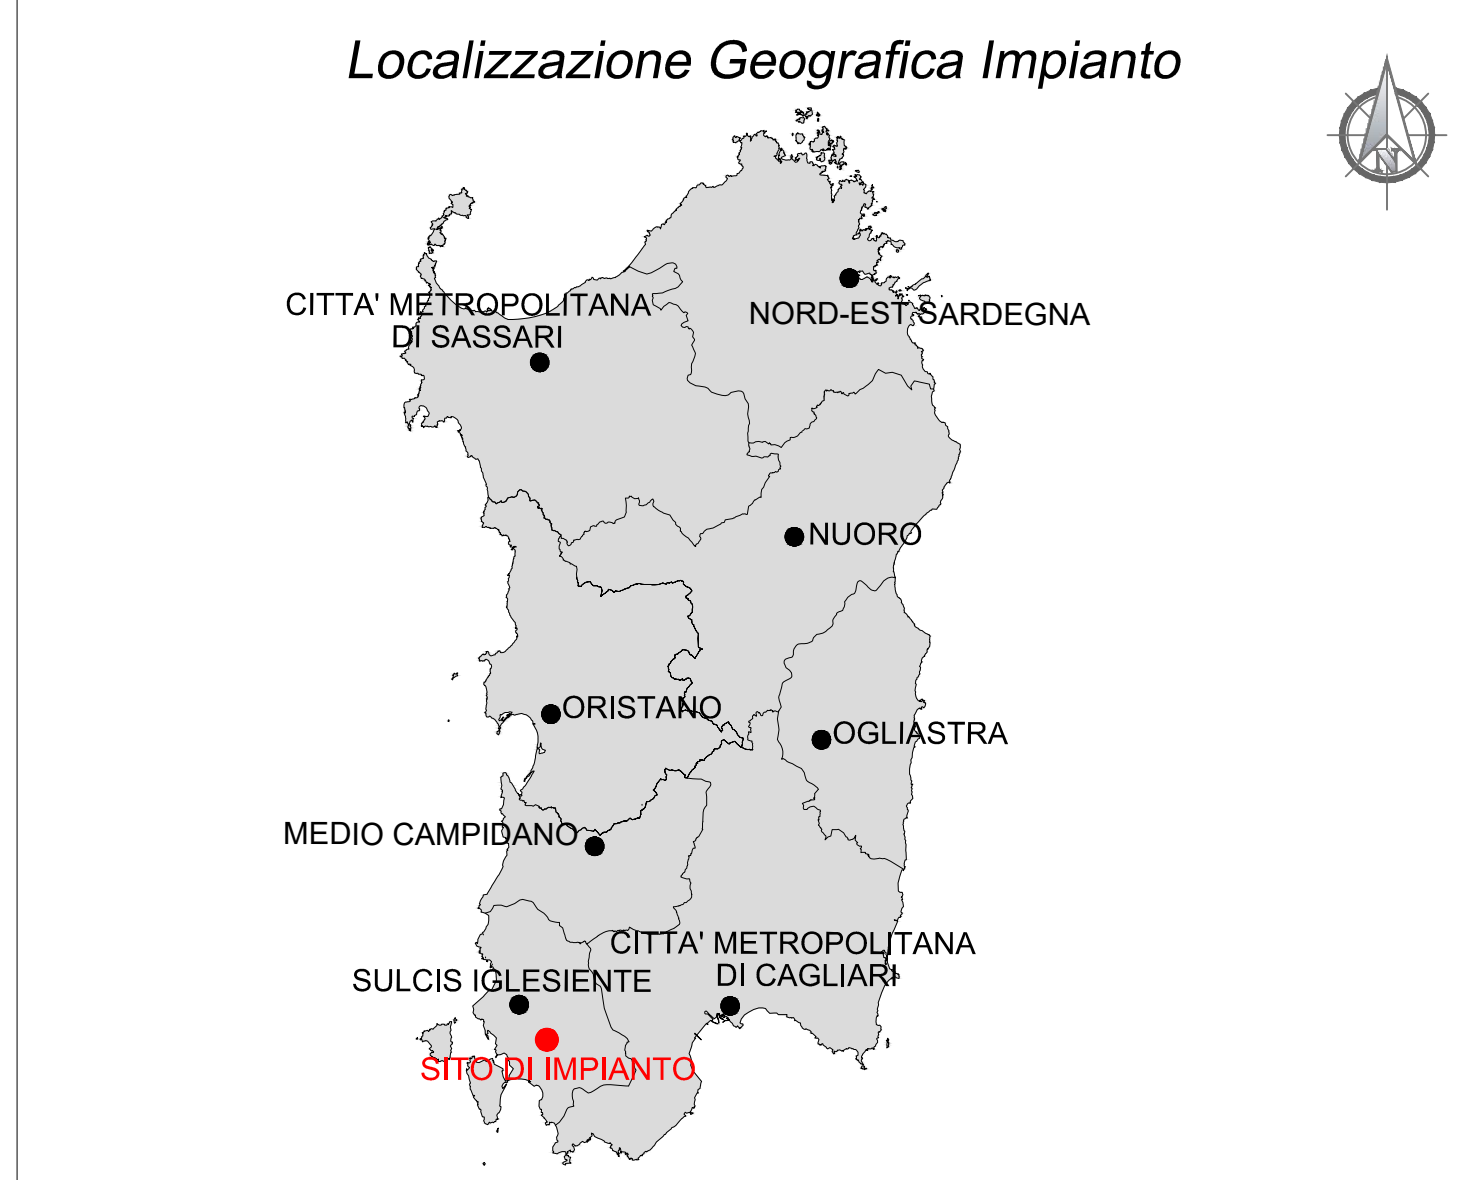 Localizzazione Geografica Impianto
N
CITTA' METROPOLITANA
DI SASSARI
NORD-EST SARDEGNA
NUORO
ORISTANO
OGLIASTRA
MEDIO CAMPIDANO
CITTA' METROPOLITANA
DI CAGLIARI
SULCIS IGLESIENTE
SITO DI IMPIANTO